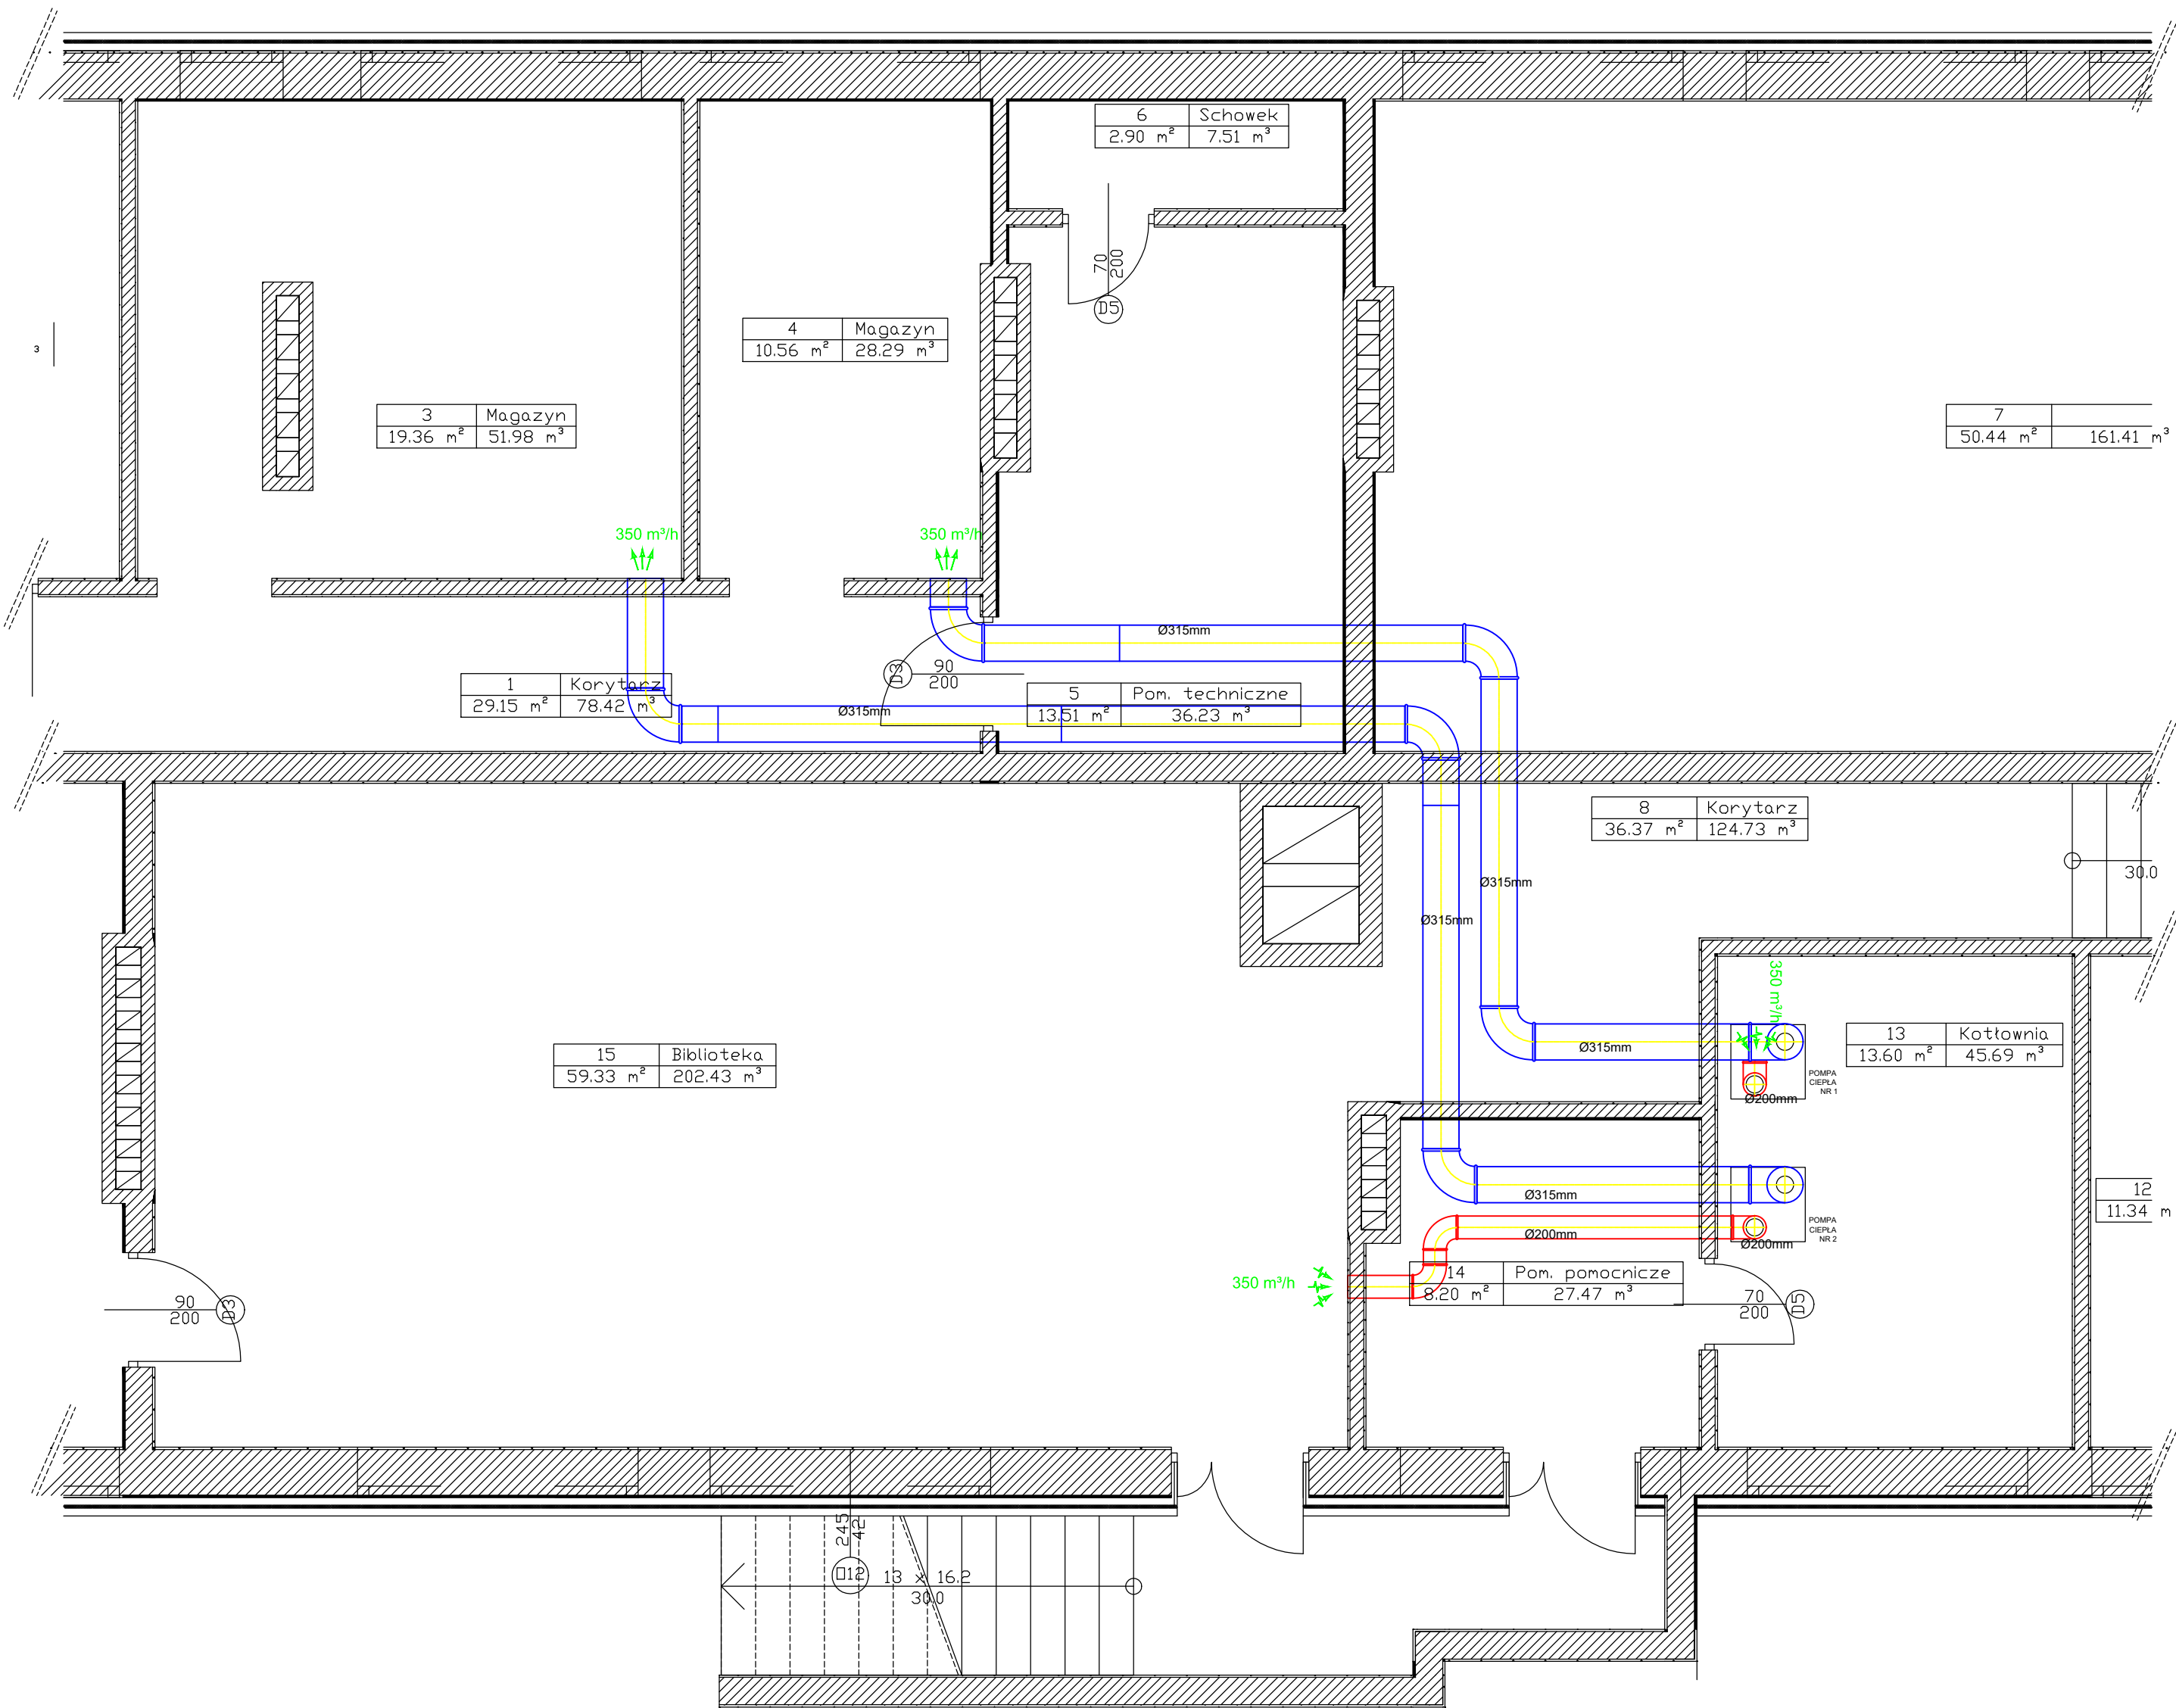 6 Schowek
2.90 m² 7.51 m³
70
200
D5
4 Magazyn
10.56 m² 28.29 m³
3
3 Magazyn
19.36 m² 51.98 m³
7
50.44 m² 161.41 m³
350 m³/h
350 m³/h
Ø315mm
D3
90
200
1 Korytarz
29.15 m² 78.42 m³
5 Pom. techniczne
13.51 m² 36.23 m³
Ø315mm
8 Korytarz
36.37 m² 124.73 m³
30.0
Ø315mm
Ø315mm
350 m³/h
13 Kotłownia
13.60 m² 45.69 m³
15 Biblioteka
59.33 m² 202.43 m³
Ø315mm
POMPA
CIEPŁA
NR 1
Ø200mm
Ø315mm
12
11.34 m
POMPA
CIEPŁA
NR 2
Ø200mm
Ø200mm
350 m³/h
14 Pom. pomocnicze
8.20 m² 27.47 m³
90
200
D3
70
200
D5
245
42
O12
13 x 16.2
30.0